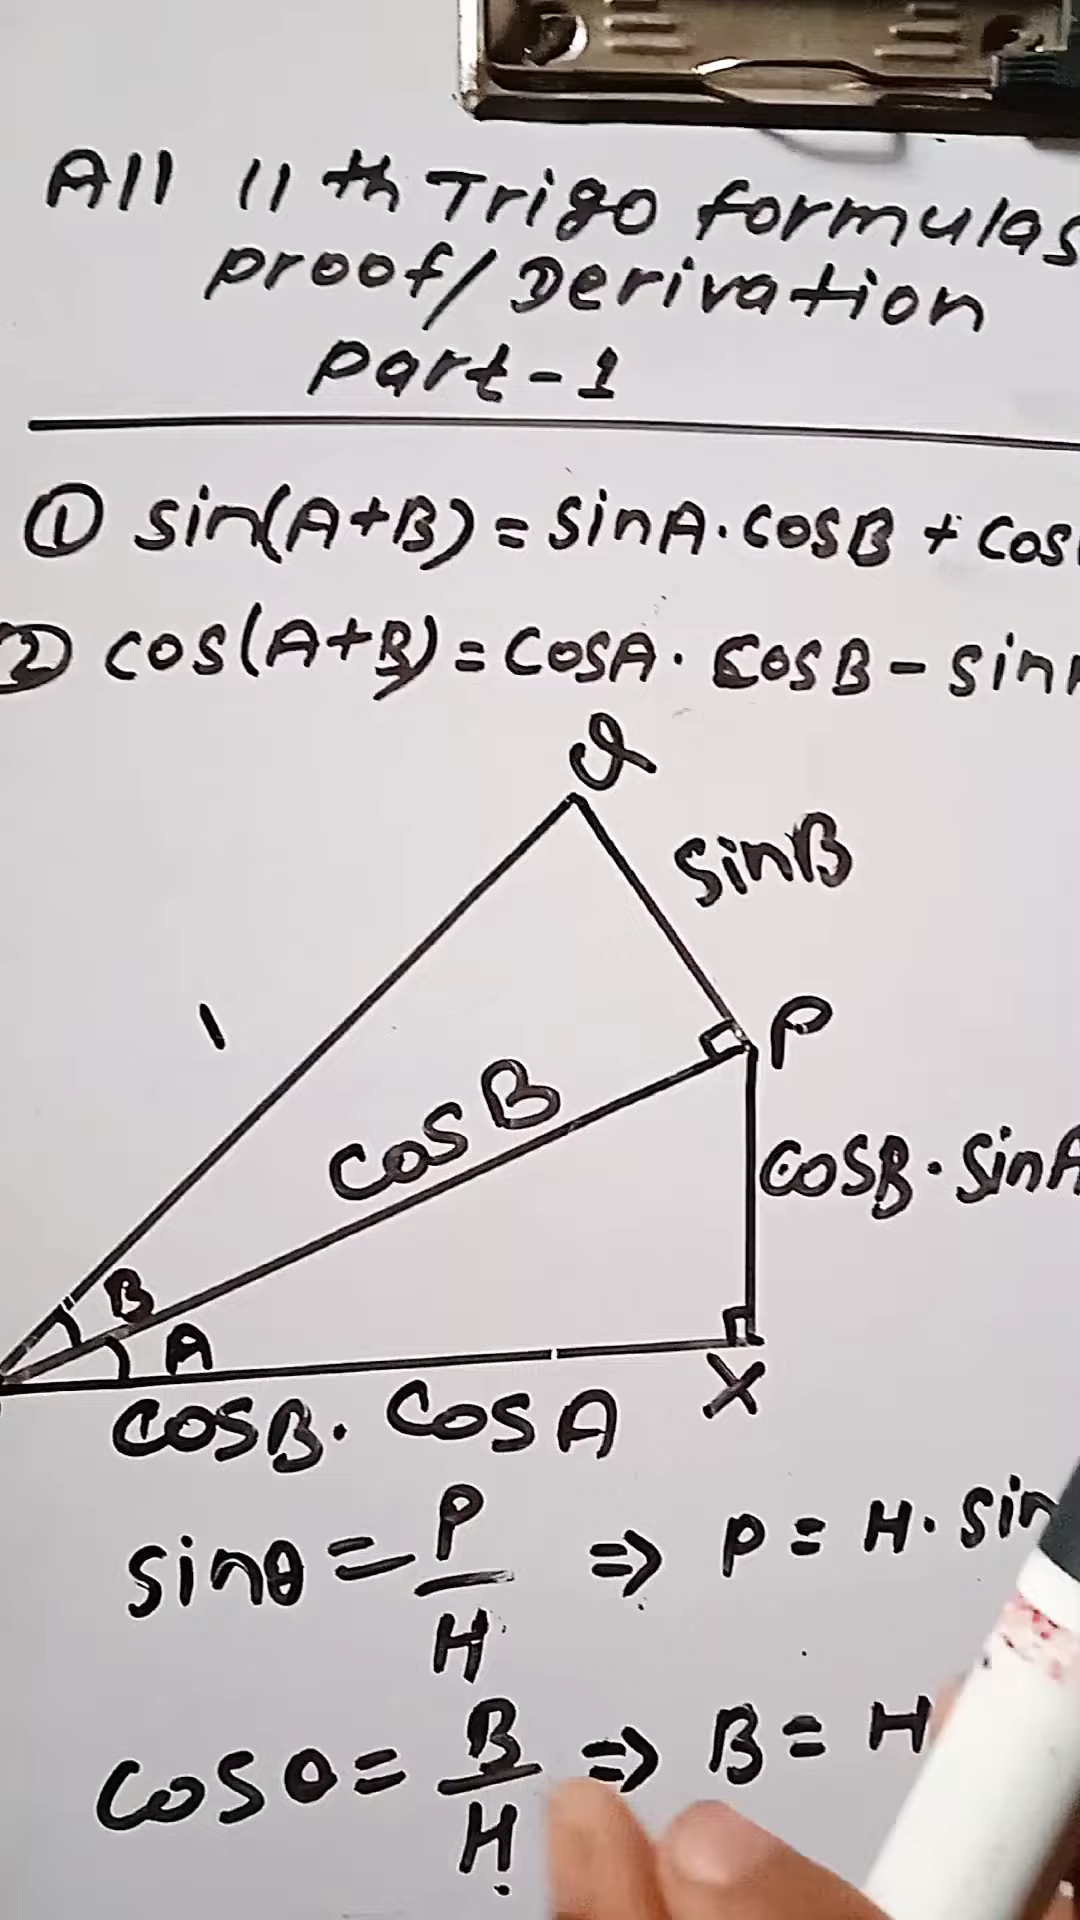 All 11th Trigo formulas
proof/Derivation
part-1
① sin(A+B)=sinA.cosB + cos
② cos(A+B)=cosA. cosB - sin
Q
sinB
1
P
cosB
cosB.sinA
B
A
X
cosB. cosA
sinθ = P/H ⇒ P = H. sin
cosθ = B/H ⇒ B = H